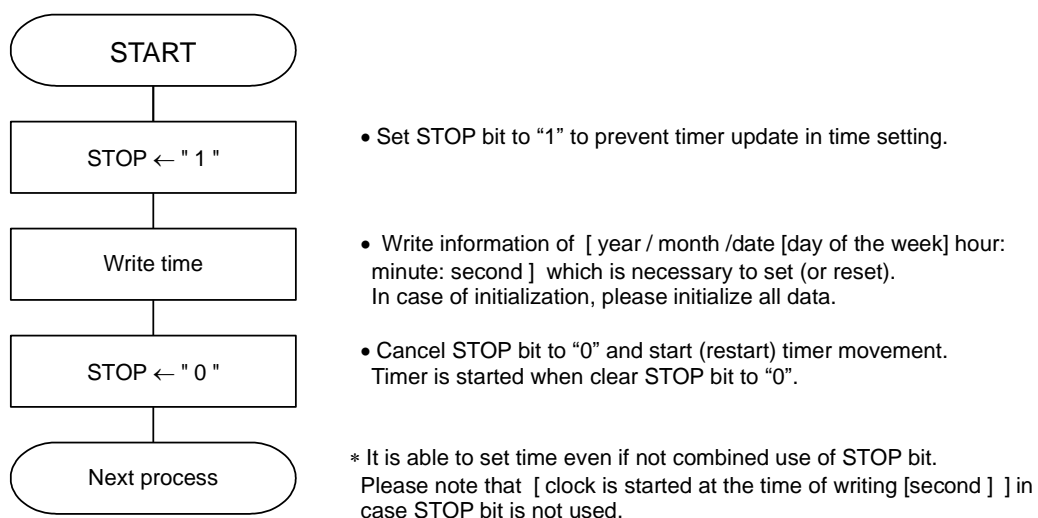 START
STOP ← " 1 "
• Set STOP bit to “1” to prevent timer update in time setting.
Write time
• Write information of [ year / month /date [day of the week] hour:
minute: second ] which is necessary to set (or reset).
In case of initialization, please initialize all data.
STOP ← " 0 "
• Cancel STOP bit to “0” and start (restart) timer movement.
Timer is started when clear STOP bit to “0”.
Next process
* It is able to set time even if not combined use of STOP bit.
Please note that [ clock is started at the time of writing [second ] ] in
case STOP bit is not used.